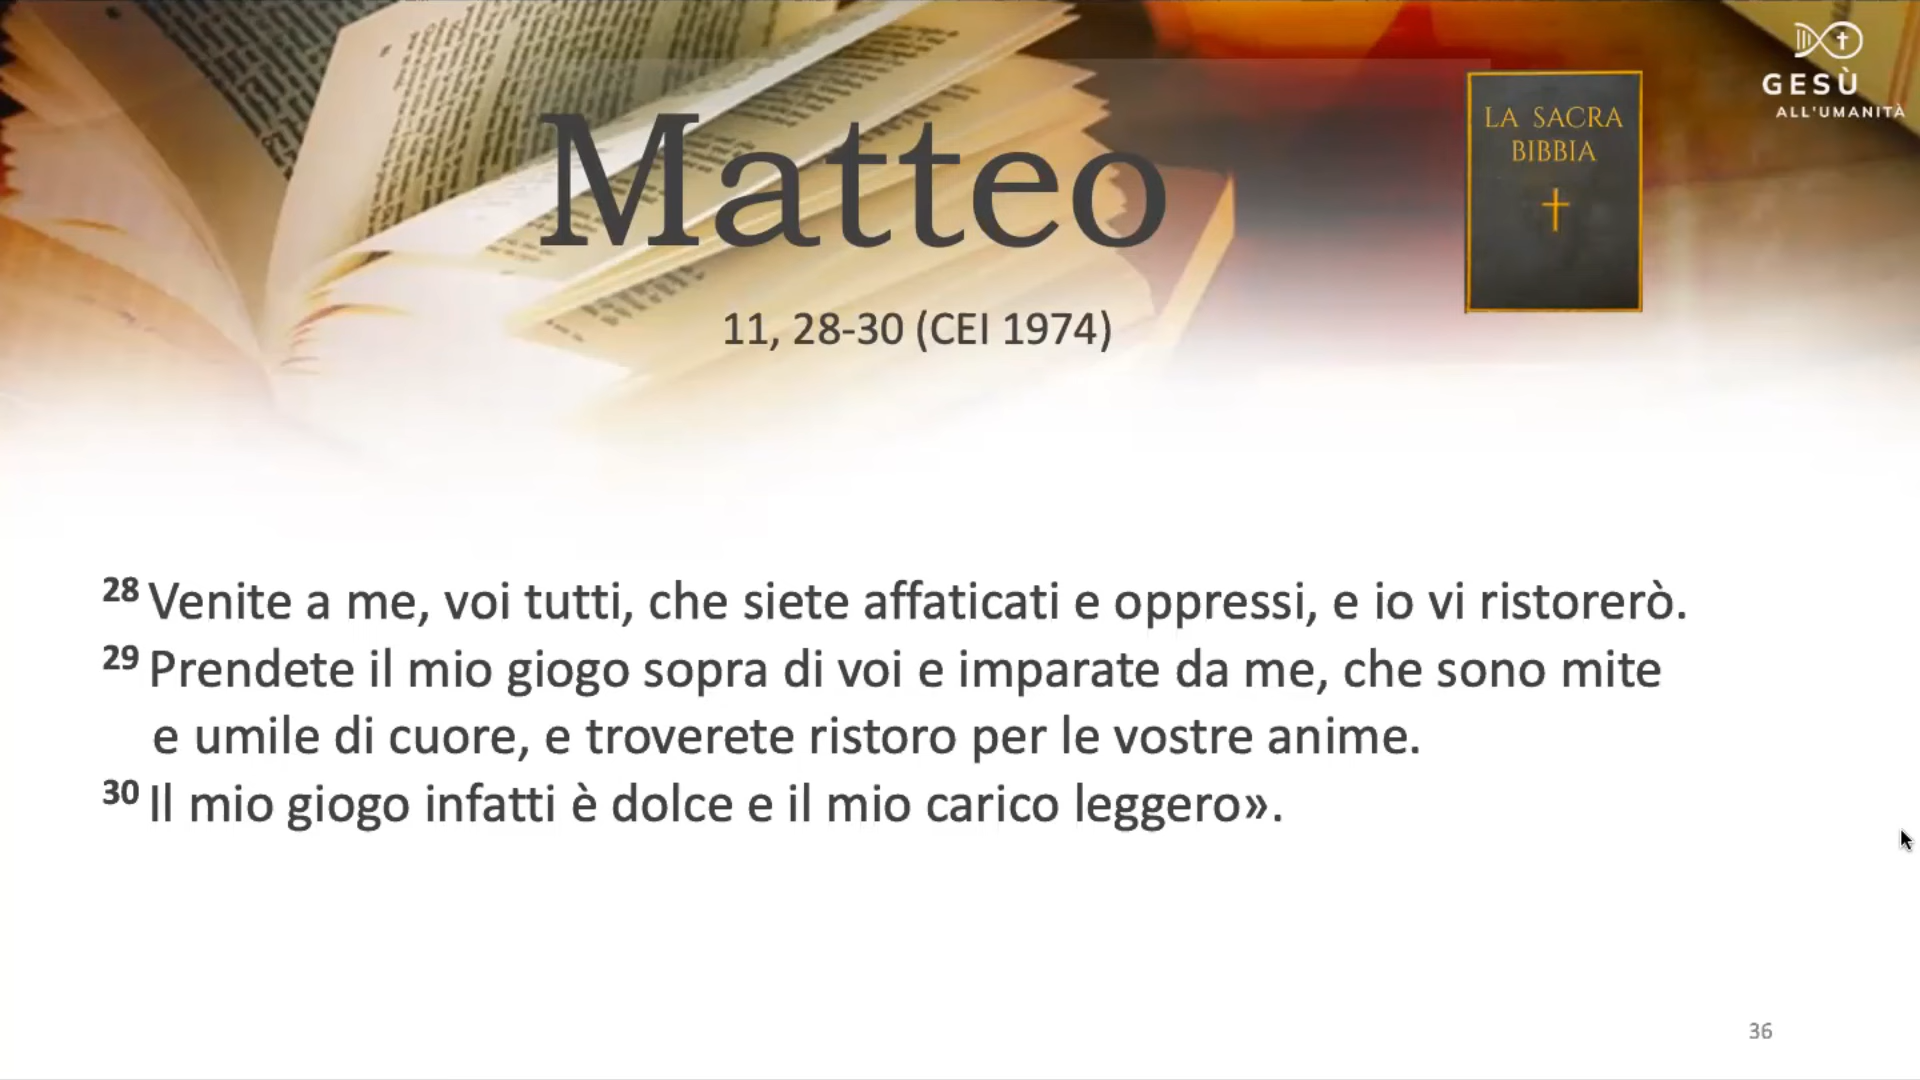 GESÙ
ALL'UMANITÀ
LA SACRA
BIBBIA
Matteo
11, 28-30 (CEI 1974)
28 Venite a me, voi tutti, che siete affaticati e oppressi, e io vi ristorerò.
29 Prendete il mio giogo sopra di voi e imparate da me, che sono mite
e umile di cuore, e troverete ristoro per le vostre anime.
30 Il mio giogo infatti è dolce e il mio carico leggero».
36